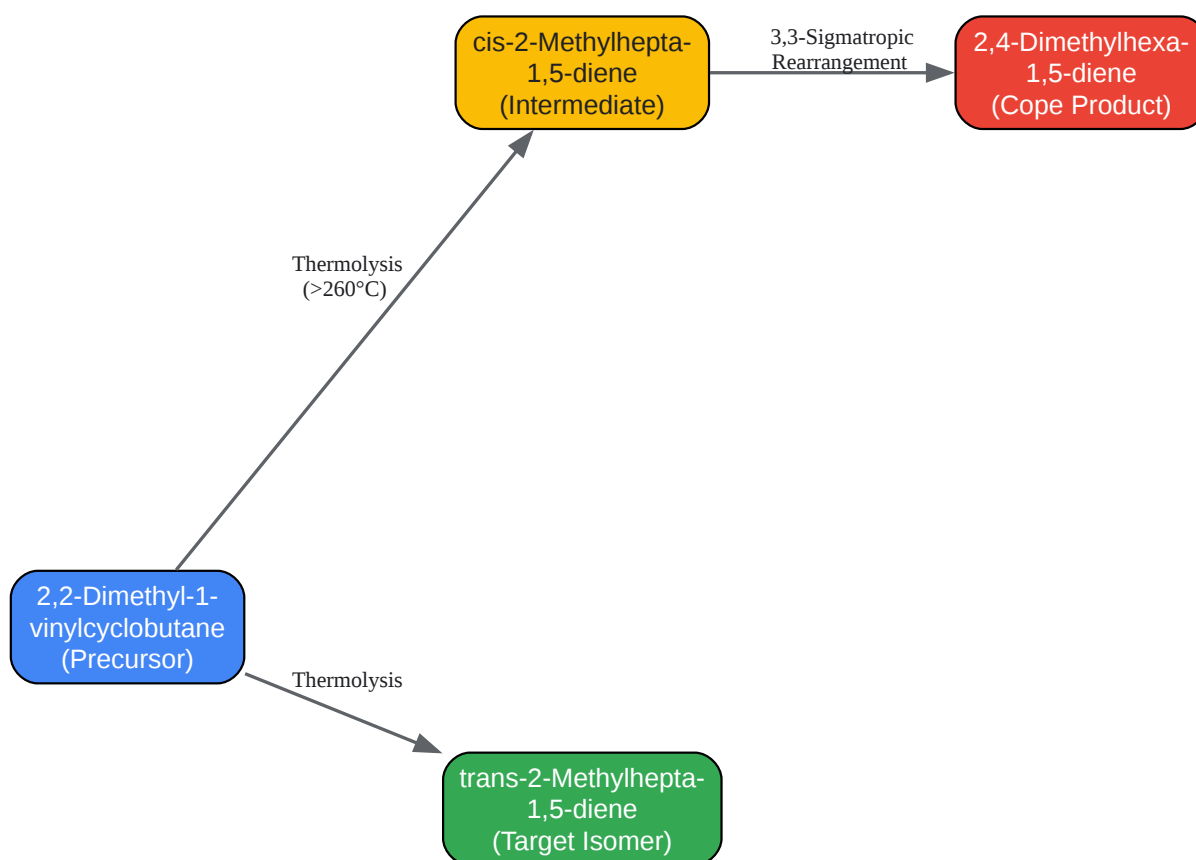 cis-2-Methylhepta-
1,5-diene
(Intermediate)
3,3-Sigmatropic
Rearrangement
2,4-Dimethylhexa-
1,5-diene
(Cope Product)
Thermolysis
(>260°C)
2,2-Dimethyl-1-
vinylcyclobutane
(Precursor)
Thermolysis
trans-2-Methylhepta-
1,5-diene
(Target Isomer)